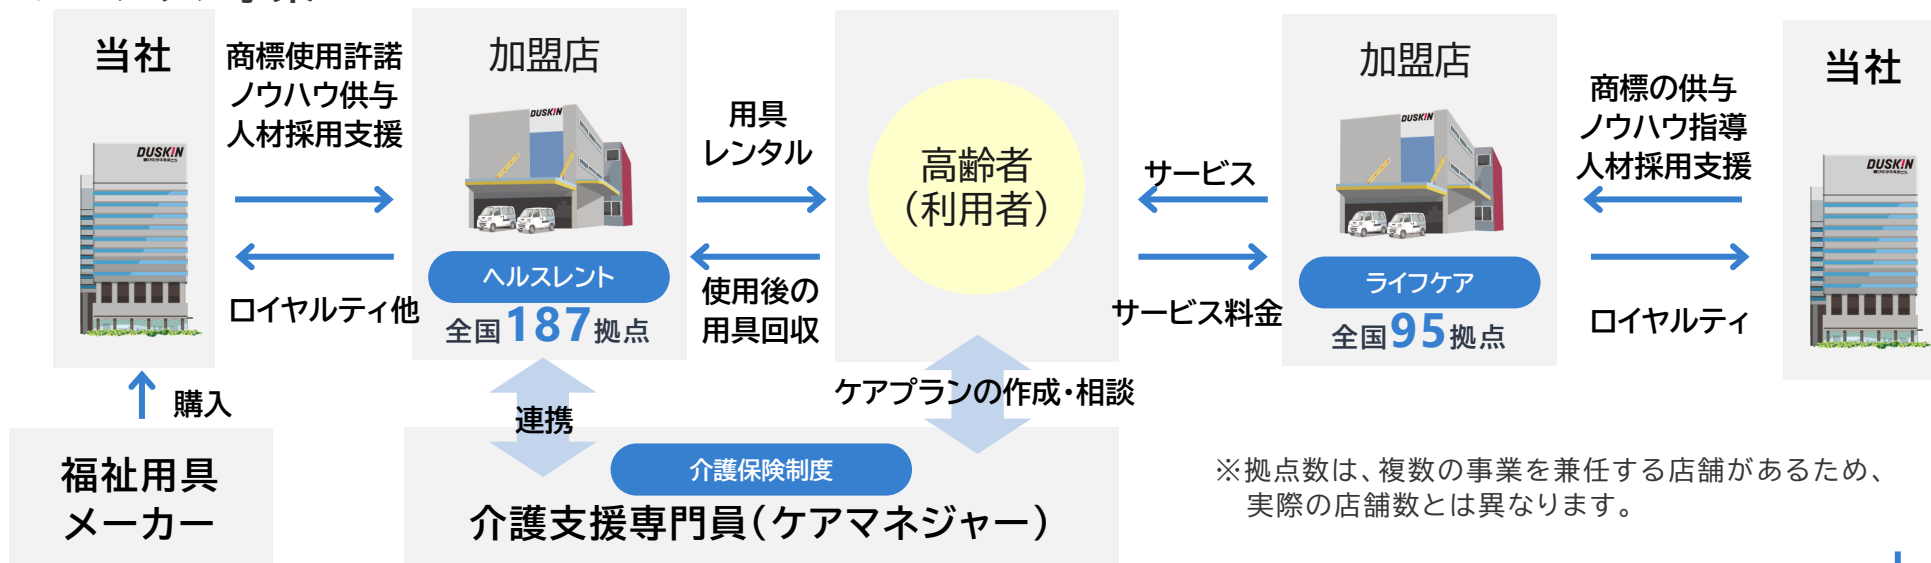 当社
商標使用許諾
ノウハウ供与
人材採用支援
ロイヤルティ他
DUSKIN
購入
福祉用具
メーカー
加盟店
DUSKIN
ヘルスレント
全国187拠点
用具
レンタル
使用後の
用具回収
連携
高齢者
(利用者)
ケアプランの作成・相談
介護保険制度
介護支援専門員(ケアマネジャー)
サービス
サービス料金
加盟店
DUSKIN
ライフケア
全国95拠点
商標の供与
ノウハウ指導
人材採用支援
ロイヤルティ
当社
DUSKIN
※拠点数は、複数の事業を兼任する店舗があるため、
実際の店舗数とは異なります。